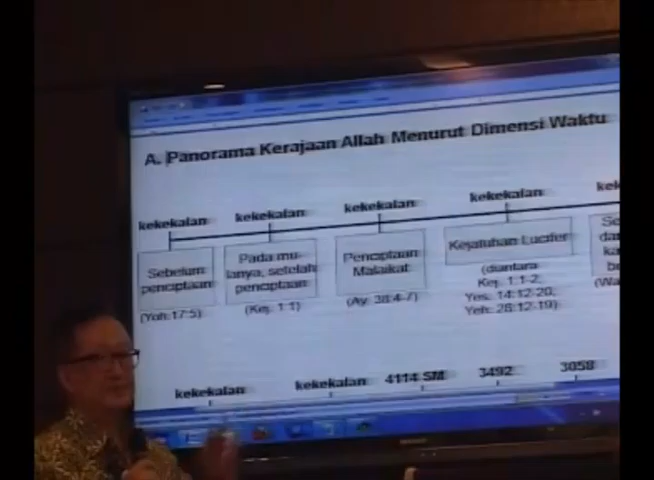 A. Panorama Kerajaan Allah Menurut Dimensi Waktu
kekekalan kekekalan kekekalan kekekalan
Sebelum
penciptaan
(Yoh 17:5)
Pada mu-
lanya, setelah
penciptaan
(Kej. 1:1)
Penciptaan
Malaikat
(Ay. 38:4-7)
Kejatuhan Lucifer
(diantara
Kej. 1:1-2,
Yes. 14:12-20,
Yeh. 28:12-19)
kekekalan kekekalan 4114 SM 3492 3058